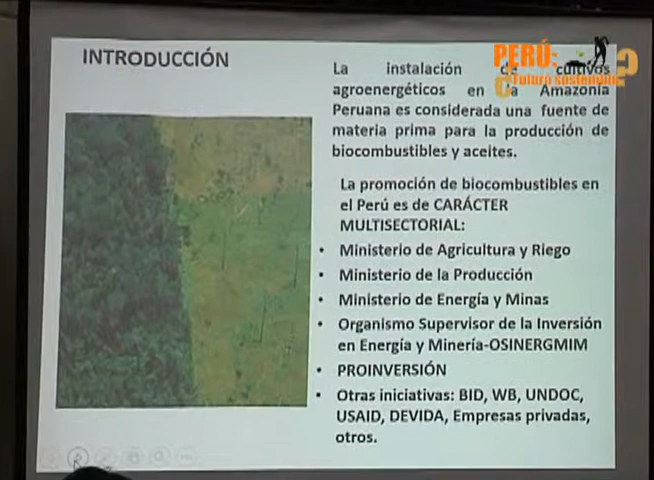 INTRODUCCIÓN
PERÚ:
Futuro sostenible
La instalación de cultivos
agroenergéticos en la Amazonía
Peruana es considerada una fuente de
materia prima para la producción de
biocombustibles y aceites.
La promoción de biocombustibles en
el Perú es de CARÁCTER
MULTISECTORIAL:
• Ministerio de Agricultura y Riego
• Ministerio de la Producción
• Ministerio de Energía y Minas
• Organismo Supervisor de la Inversión
en Energía y Minería-OSINERGMIM
• PROINVERSIÓN
• Otras iniciativas: BID, WB, UNDOC,
USAID, DEVIDA, Empresas privadas,
otros.